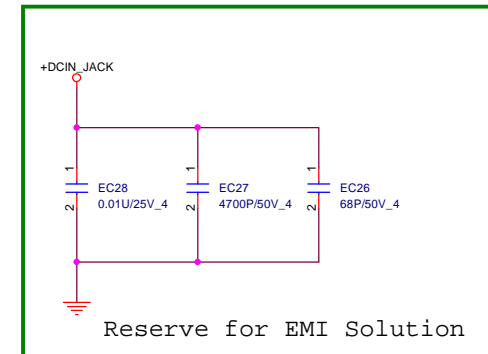 +DCIN_JACK
1
1
1
EC28
EC27
EC26
2
0.01U/25V_4
2
4700P/50V_4
2
68P/50V_4
Reserve for EMI Solution